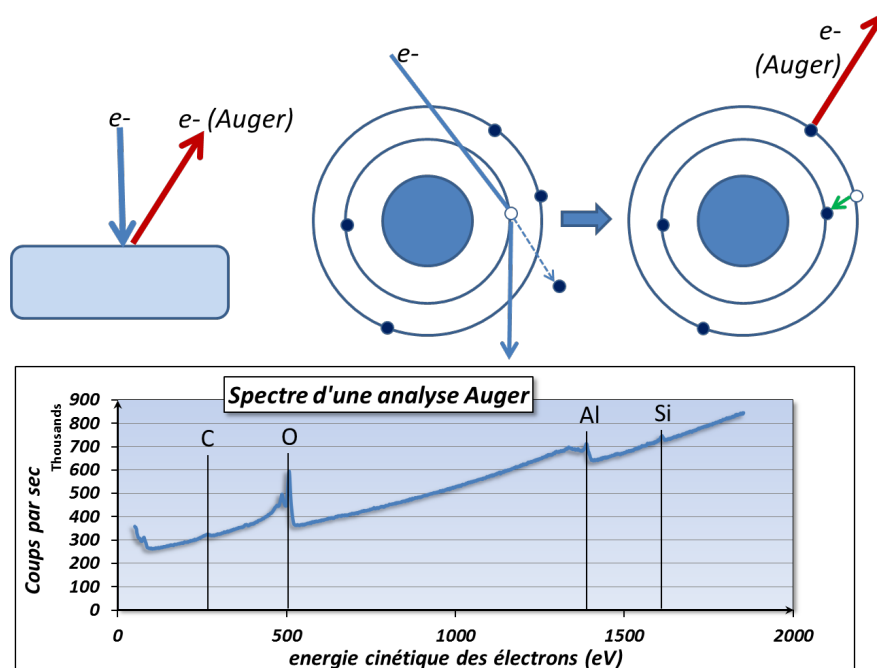 e-
e- (Auger)
e-
e-
(Auger)
Spectre d'une analyse Auger
Coups par sec
Thousands
900
800
700
600
500
400
300
200
100
0
C
O
Al
Si
0
500
1000
1500
2000
energie cinétique des électrons (eV)